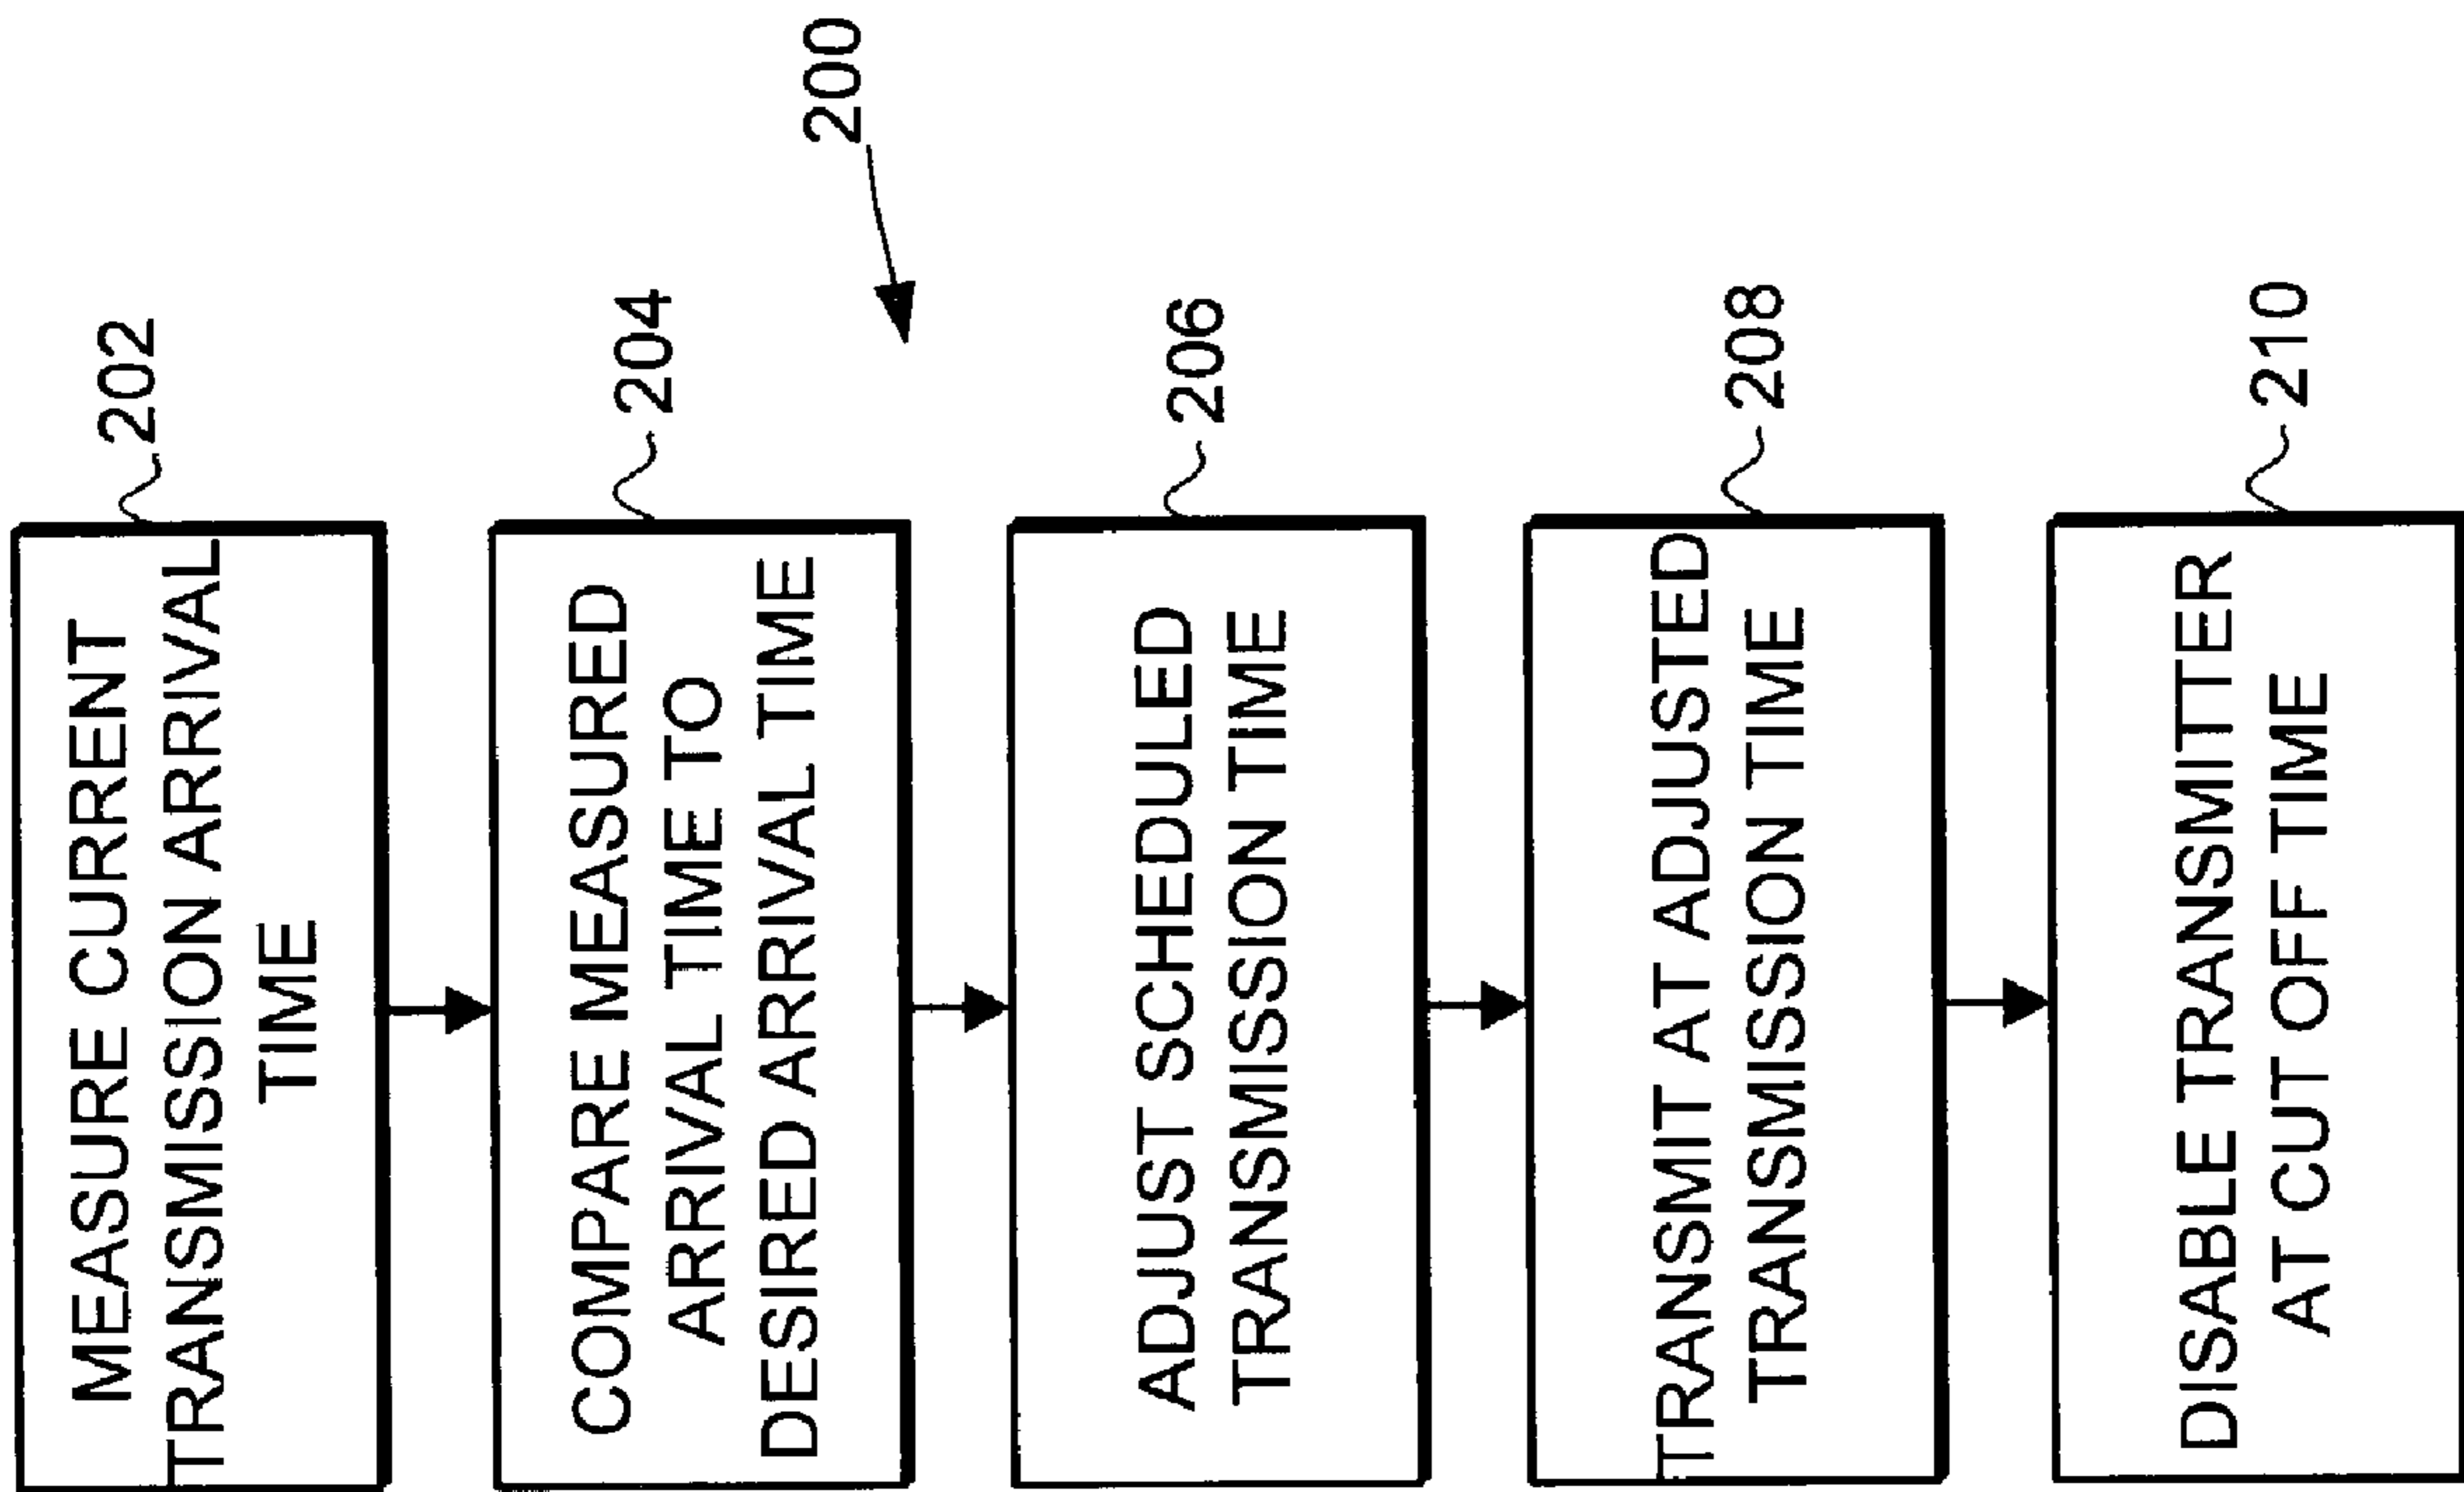 MEASURE CURRENT
TRANSMISSION ARRIVAL
TIME
202
COMPARE MEASURED
ARRIVAL TIME TO
DESIRED ARRIVAL TIME
204
200
ADJUST SCHEDULED
TRANSMISSION TIME
206
TRANSMIT AT ADJUSTED
TRANSMISSION TIME
208
DISABLE TRANSMITTER
AT CUT OFF TIME
210